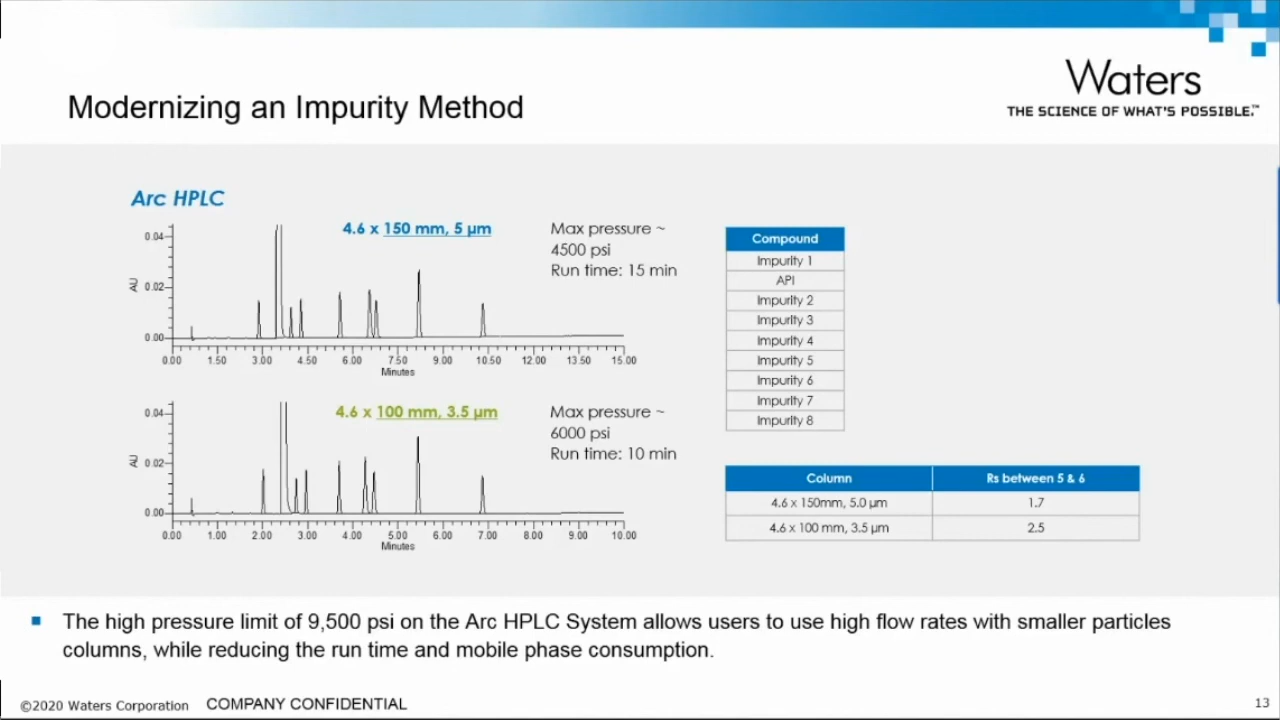 Waters
THE SCIENCE OF WHAT'S POSSIBLE.™
Modernizing an Impurity Method
Arc HPLC
4.6 x 150 mm, 5 µm
Max pressure ~
4500 psi
Run time: 15 min
0.04
0.02
0.00
AU
0.00 1.50 3.00 4.50 6.00 7.50 9.00 10.50 12.00 13.50 15.00
Minutes
4.6 x 100 mm, 3.5 µm
Max pressure ~
6000 psi
Run time: 10 min
0.04
0.02
0.00
AU
0.00 1.00 2.00 3.00 4.00 5.00 6.00 7.00 8.00 9.00 10.00
Minutes
Compound
Impurity 1
API
Impurity 2
Impurity 3
Impurity 4
Impurity 5
Impurity 6
Impurity 7
Impurity 8
Column Rs between 5 & 6
4.6 x 150mm, 5.0 µm 1.7
4.6 x 100 mm, 3.5 µm 2.5
The high pressure limit of 9,500 psi on the Arc HPLC System allows users to use high flow rates with smaller particles
columns, while reducing the run time and mobile phase consumption.
©2020 Waters Corporation COMPANY CONFIDENTIAL
13